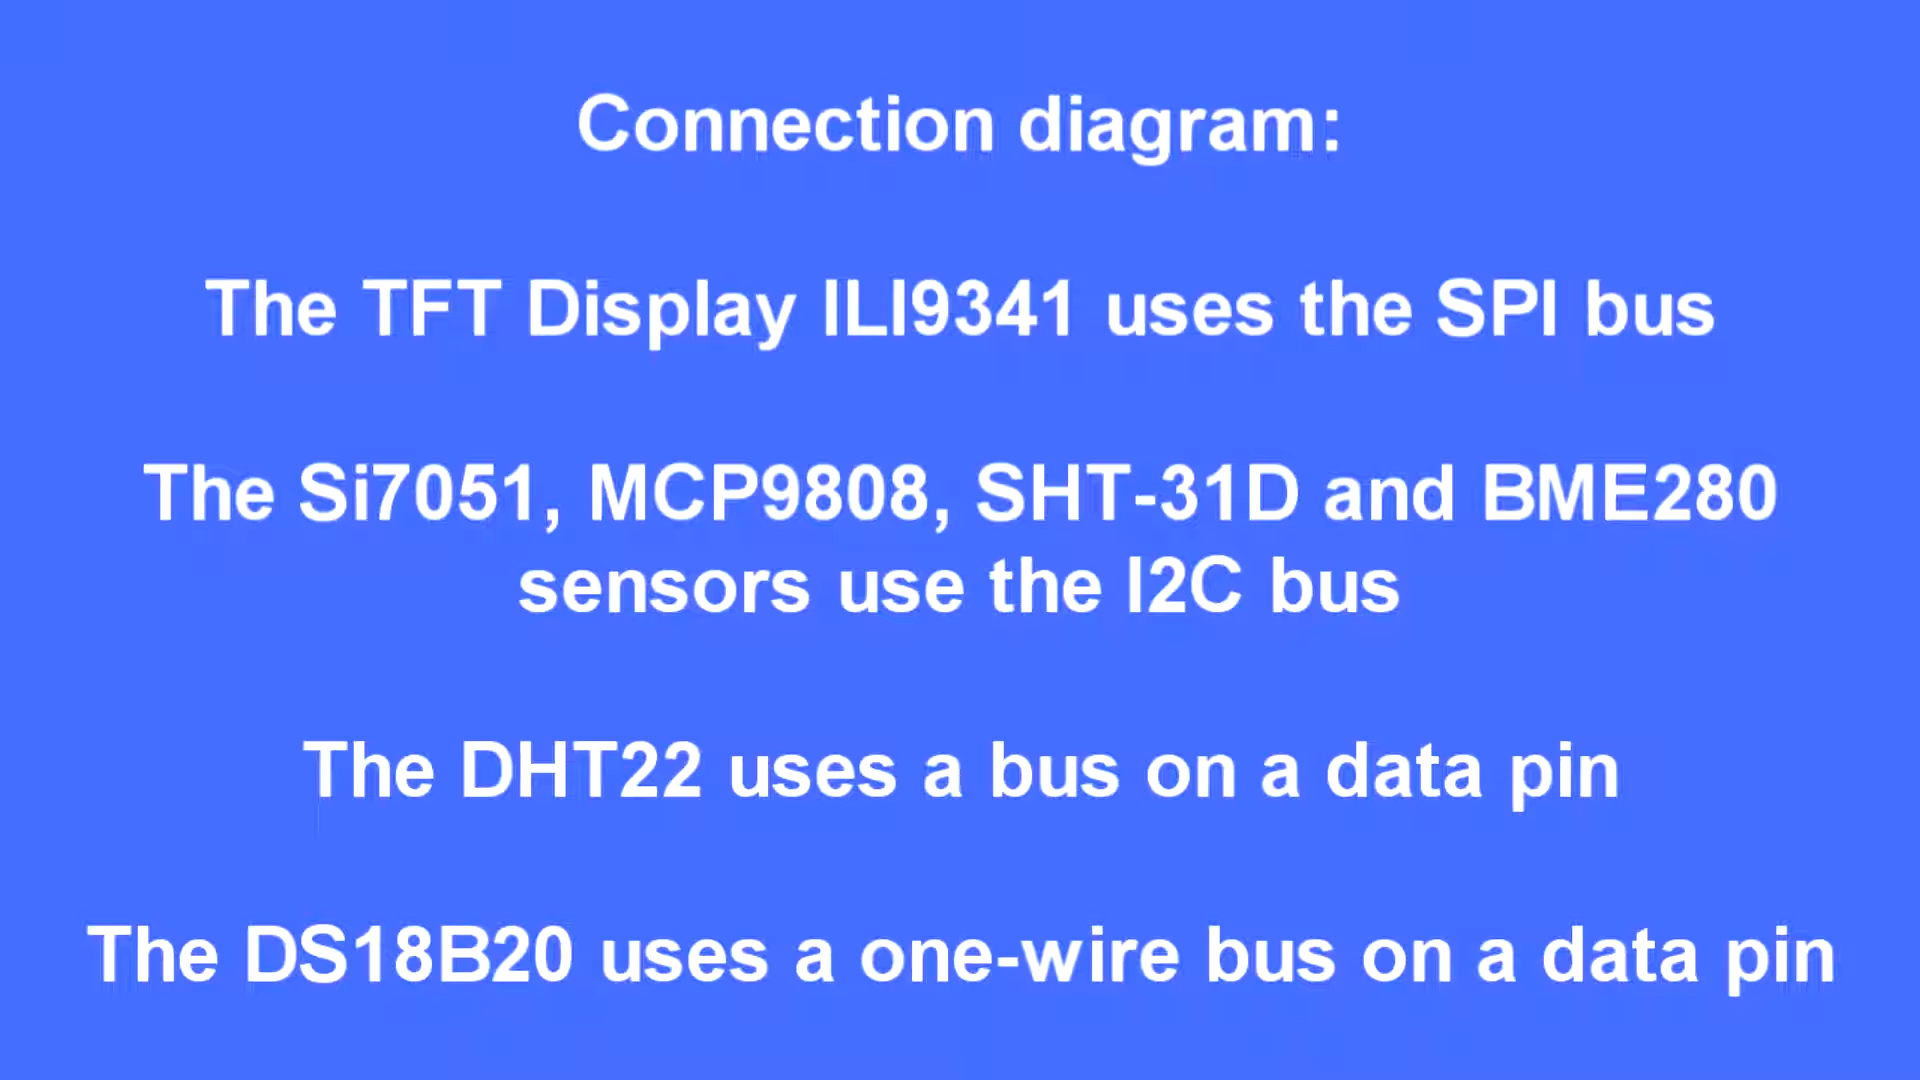 Connection diagram:
The TFT Display ILI9341 uses the SPI bus
The Si7051, MCP9808, SHT-31D and BME280
sensors use the I2C bus
The DHT22 uses a bus on a data pin
The DS18B20 uses a one-wire bus on a data pin